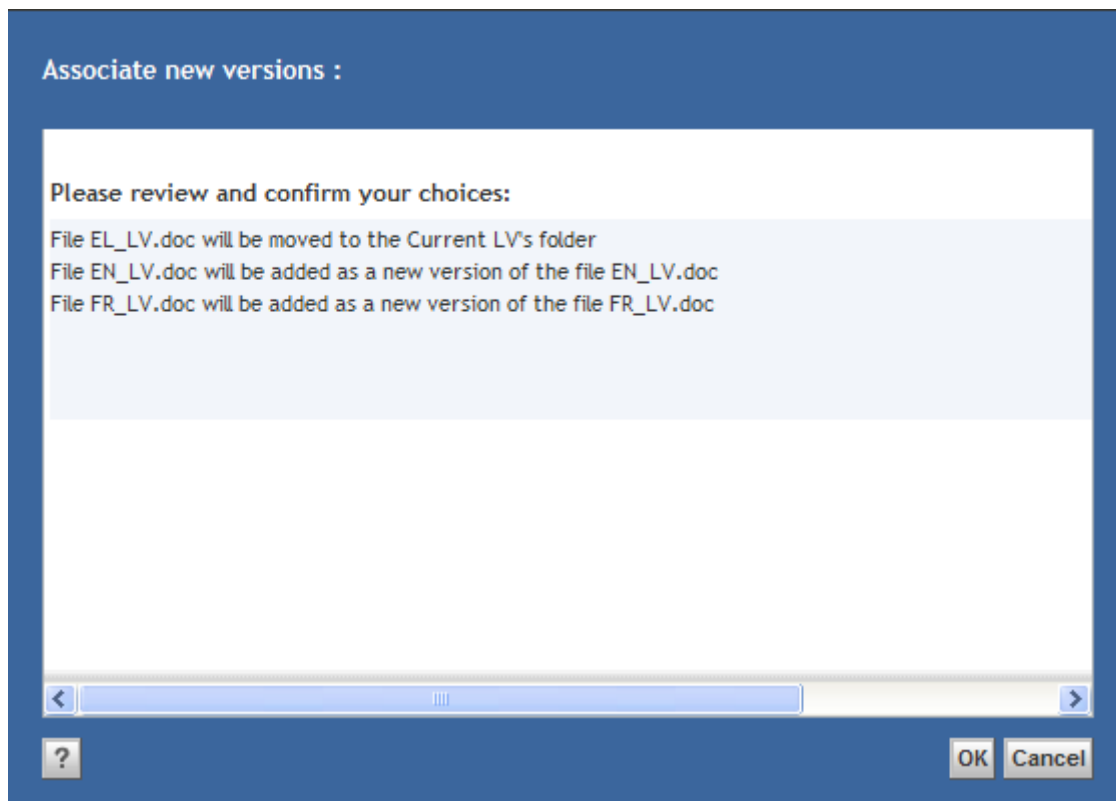 Associate new versions :
Please review and confirm your choices:
File EL_LV.doc will be moved to the Current LV's folder
File EN_LV.doc will be added as a new version of the file EN_LV.doc
File FR_LV.doc will be added as a new version of the file FR_LV.doc
? OK Cancel